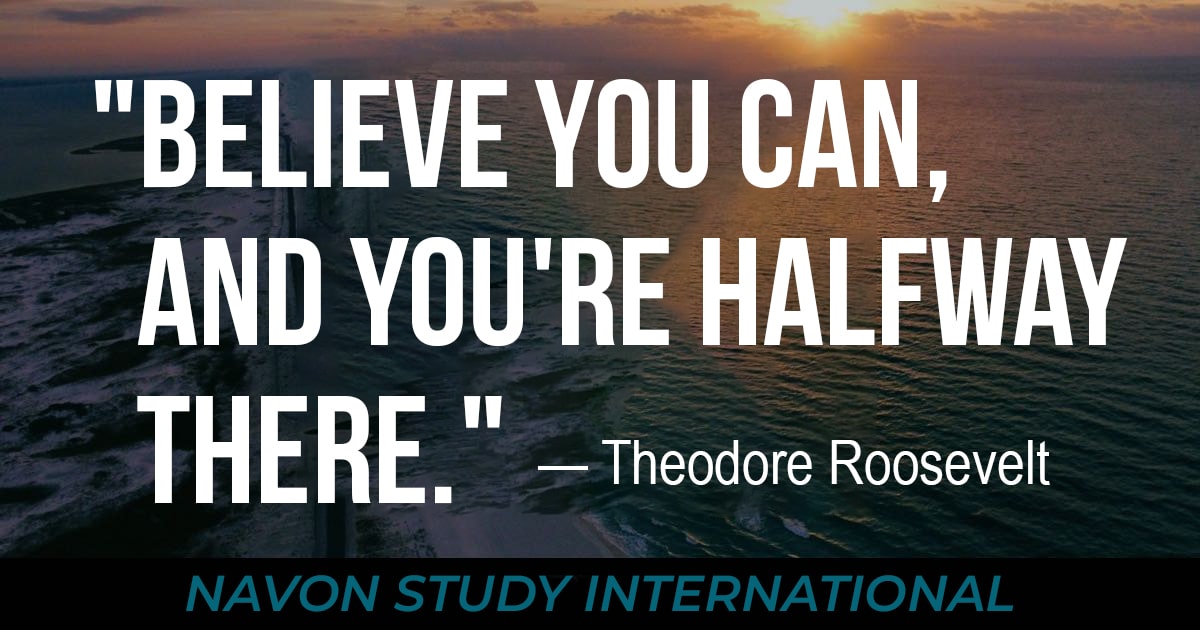 "BELIEVE YOU CAN,
AND YOU'RE HALFWAY
THERE." — Theodore Roosevelt
NAVON STUDY INTERNATIONAL